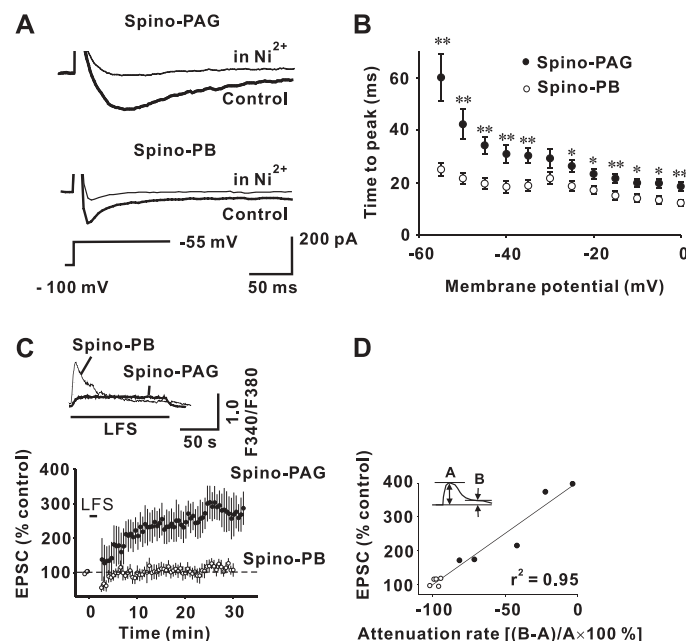 A
Spino-PAG
in Ni2+
Control
Spino-PB
in Ni2+
Control
-55 mV
- 100 mV
200 pA
50 ms
B
Spino-PAG
Spino-PB
Time to peak (ms)
60
40
20
0
** ** ** ** ** * * ** * * **
-60 -40 -20 0
Membrane potential (mV)
C
Spino-PB
Spino-PAG
LFS
50 s
1.0
F340/F380
EPSC (% control)
400
300
200
100
LFS
Spino-PAG
Spino-PB
0 10 20 30
Time (min)
D
A B
EPSC (% control)
400
300
200
100
r2 = 0.95
-100 -50 0
Attenuation rate [(B-A)/A×100 %]